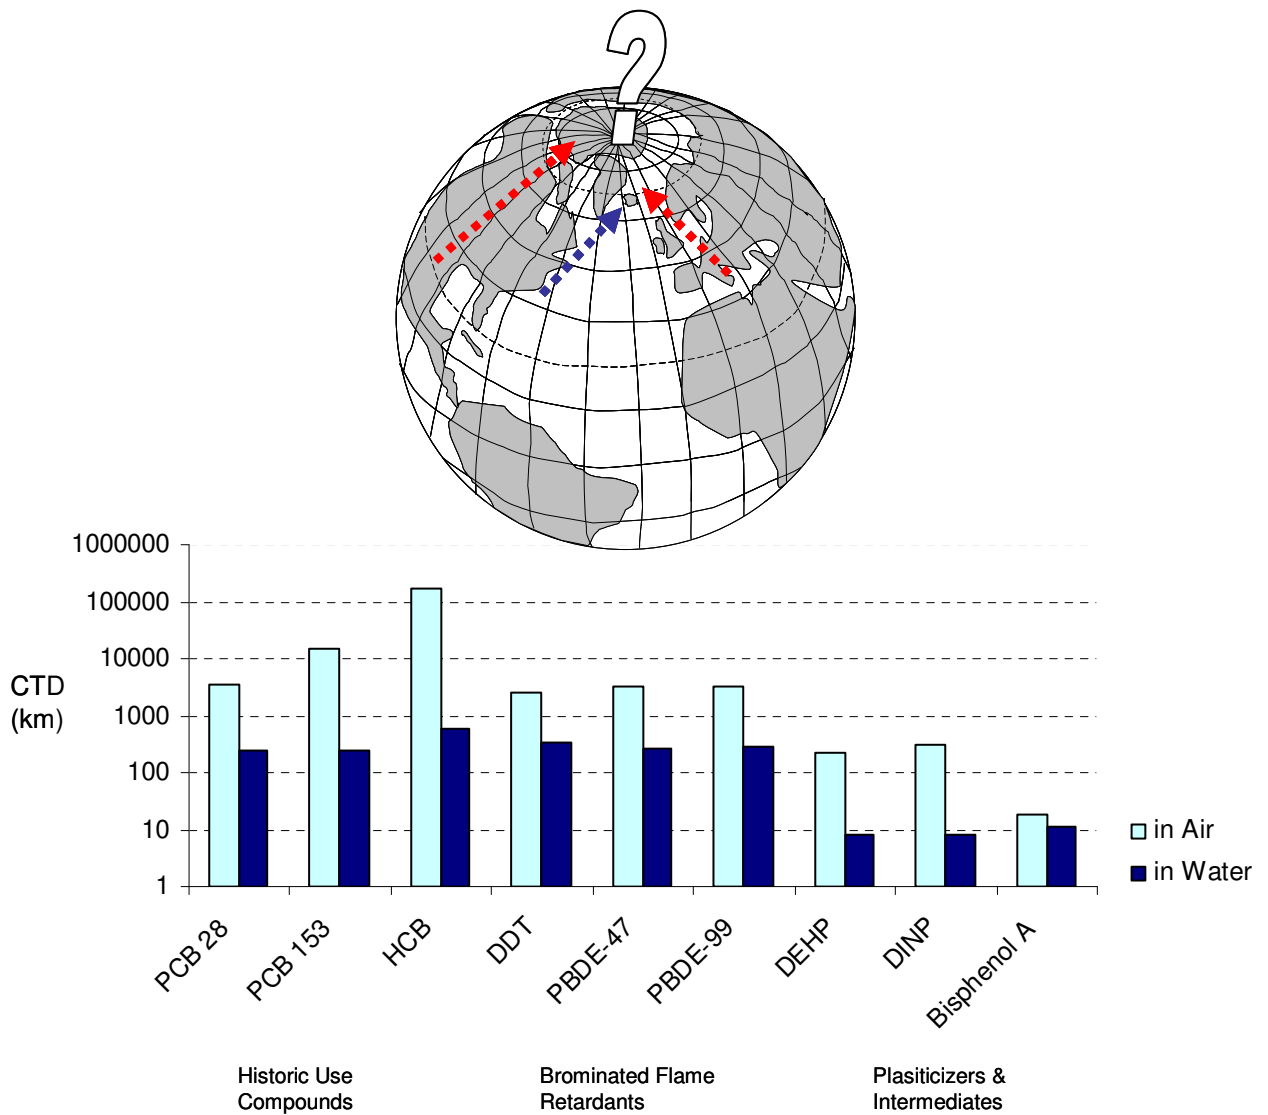 ?
1000000
100000
10000
1000
100
10
1
CTD
(km)
in Air
in Water
PCB 28
PCB 153
HCB
DDT
PBDE-47
PBDE-99
DEHP
DINP
Bisphenol A
Historic Use
Compounds
Brominated Flame
Retardants
Plasiticizers &
Intermediates